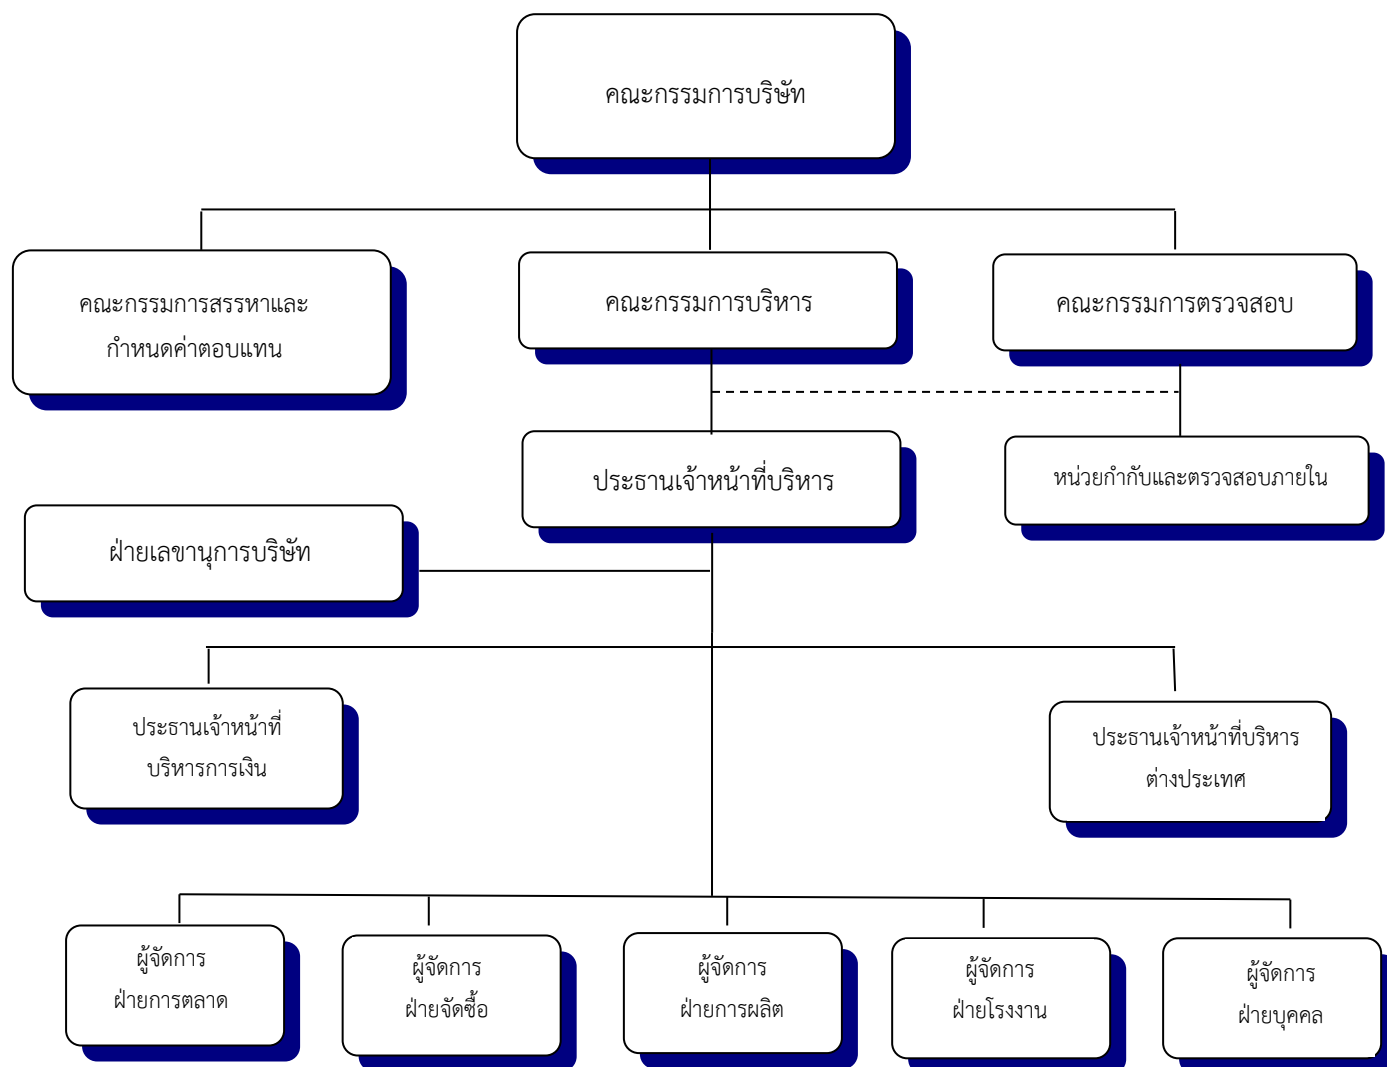 คณะกรรมการบริษัท
คณะกรรมการสรรหาและ
กำหนดค่าตอบแทน
คณะกรรมการบริหาร
คณะกรรมการตรวจสอบ
ประธานเจ้าหน้าที่บริหาร
หน่วยกำกับและตรวจสอบภายใน
ฝ่ายเลขานุการบริษัท
ประธานเจ้าหน้าที่
บริหารการเงิน
ประธานเจ้าหน้าที่บริหาร
ต่างประเทศ
ผู้จัดการ
ฝ่ายการตลาด
ผู้จัดการ
ฝ่ายจัดซื้อ
ผู้จัดการ
ฝ่ายการผลิต
ผู้จัดการ
ฝ่ายโรงงาน
ผู้จัดการ
ฝ่ายบุคคล